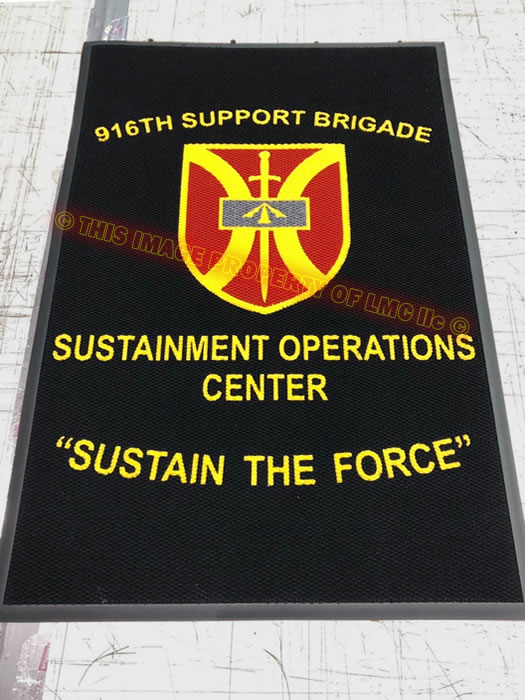 916TH SUPPORT BRIGADE
© THIS IMAGE PROPERTY OF LMC llc ©
SUSTAINMENT OPERATIONS
CENTER
“SUSTAIN THE FORCE”